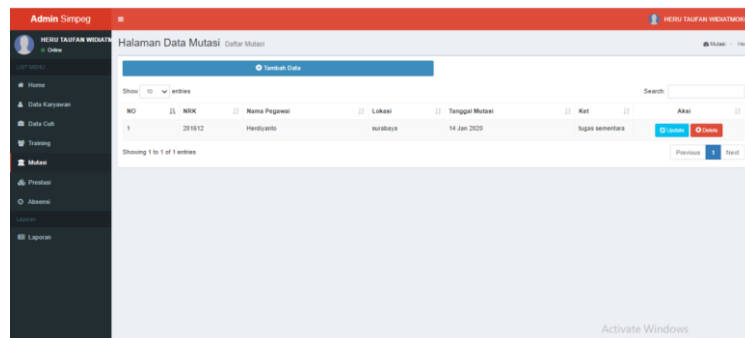 Admin Simpeg
HERU TAUFAN WIDIATMOK
HERU TAUFAN WIDIATM
Online
Halaman Data Mutasi Daftar Mutasi
Mutasi
LIST MENU
Home
Data Karyawan
Data Cuti
Training
Mutasi
Prestasi
Absensi
Laporan
Laporan
Tambah Data
Show 10 entries
Search:
NO NRK Nama Pegawai Lokasi Tanggal Mutasi Ket Aksi
1 201612 Herdiyanto surabaya 14 Jan 2020 tugas sementara Update Delete
Showing 1 to 1 of 1 entries
Previous 1 Next
Activate Windows